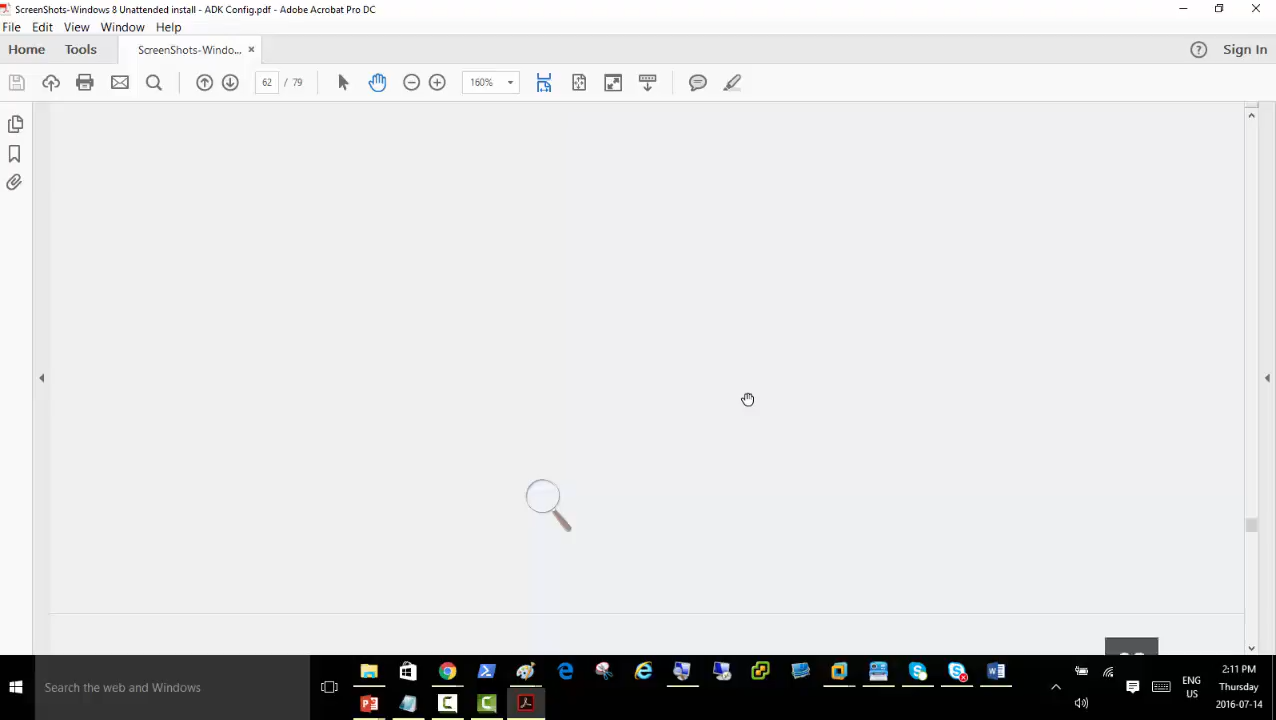 ScreenShots-Windows 8 Unattended install - ADK Config.pdf - Adobe Acrobat Pro DC
File Edit View Window Help
Home Tools ScreenShots-Windo... × Sign In
62 / 79 160%
Search the web and Windows
ENG
US
2:11 PM
Thursday
2016-07-14